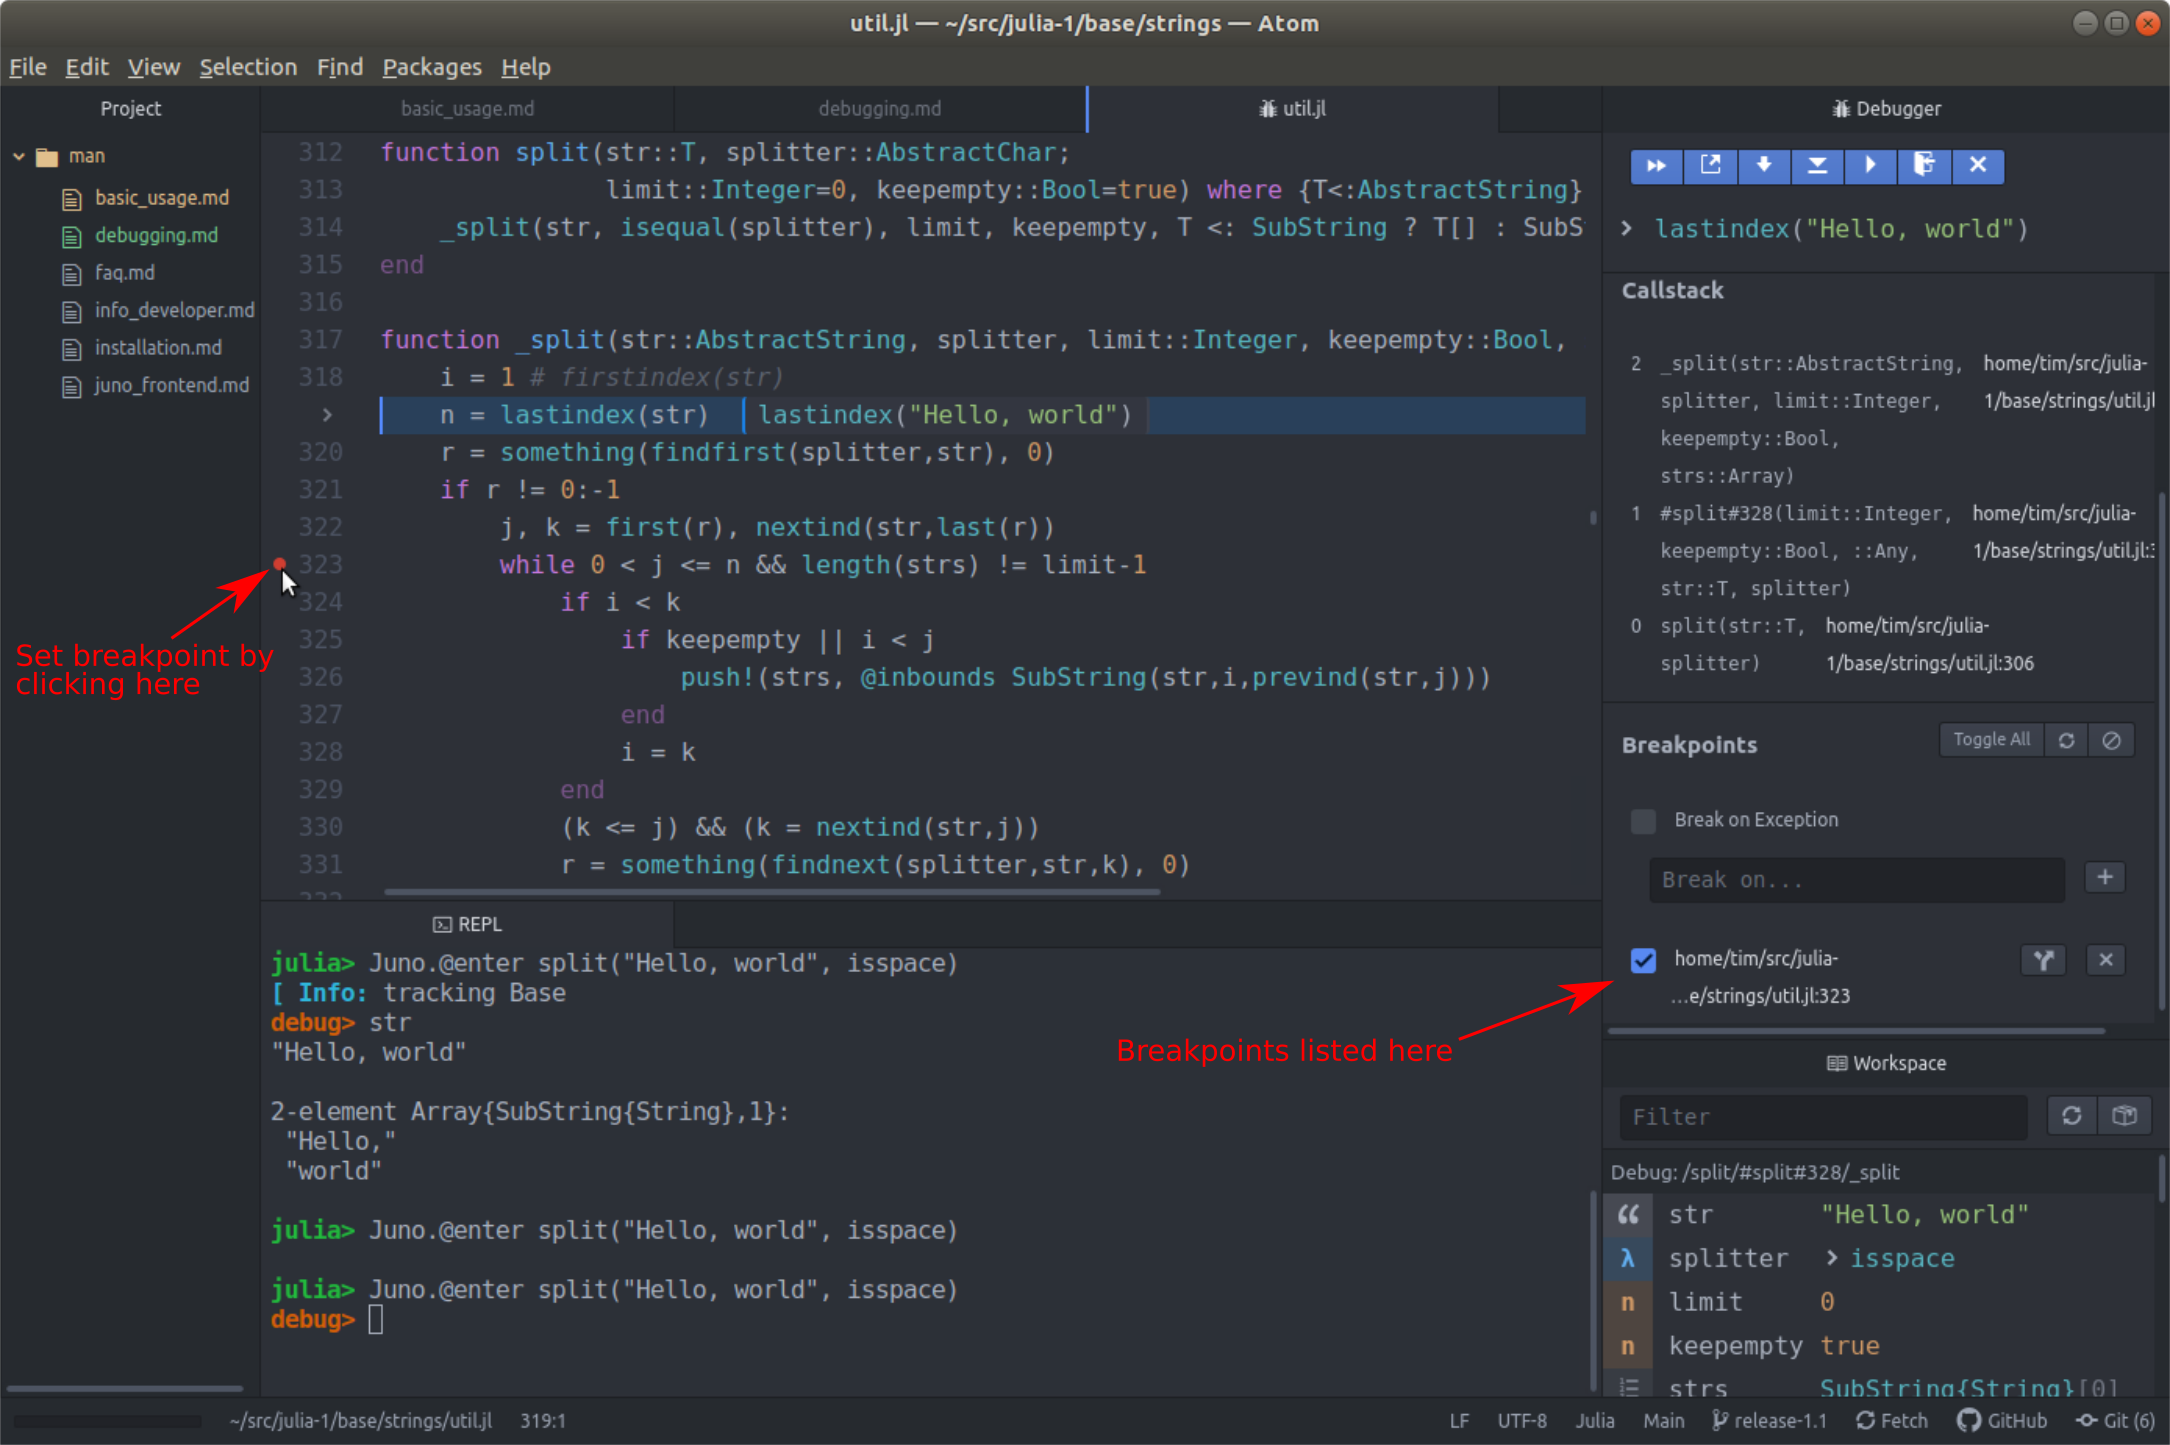 util.jl — ~/src/julia-1/base/strings — Atom
File Edit View Selection Find Packages Help
Project
man
basic_usage.md
debugging.md
faq.md
info_developer.md
installation.md
juno_frontend.md
basic_usage.md debugging.md util.jl
312 function split(str::T, splitter::AbstractChar;
313 limit::Integer=0, keepempty::Bool=true) where {T<:AbstractString}
314 _split(str, isequal(splitter), limit, keepempty, T <: SubString ? T[] : SubS
315 end
316
317 function _split(str::AbstractString, splitter, limit::Integer, keepempty::Bool,
318 i = 1 # firstindex(str)
> n = lastindex(str) lastindex("Hello, world")
320 r = something(findfirst(splitter,str), 0)
321 if r != 0:-1
322 j, k = first(r), nextind(str,last(r))
323 while 0 < j <= n && length(strs) != limit-1
324 if i < k
325 if keepempty || i < j
326 push!(strs, @inbounds SubString(str,i,prevind(str,j)))
327 end
328 i = k
329 end
330 (k <= j) && (k = nextind(str,j))
331 r = something(findnext(splitter,str,k), 0)
Set breakpoint by
clicking here
REPL
julia> Juno.@enter split("Hello, world", isspace)
[ Info: tracking Base
debug> str
"Hello, world"
2-element Array{SubString{String},1}:
"Hello,"
"world"
julia> Juno.@enter split("Hello, world", isspace)
julia> Juno.@enter split("Hello, world", isspace)
debug>
Debugger
> lastindex("Hello, world")
Callstack
2 _split(str::AbstractString, home/tim/src/julia-
splitter, limit::Integer, 1/base/strings/util.jl
keepempty::Bool,
strs::Array)
1 #split#328(limit::Integer, home/tim/src/julia-
keepempty::Bool, ::Any, 1/base/strings/util.jl:3
str::T, splitter)
0 split(str::T, home/tim/src/julia-
splitter) 1/base/strings/util.jl:306
Breakpoints Toggle All
Break on Exception
Break on... +
home/tim/src/julia-
...e/strings/util.jl:323
Breakpoints listed here
Workspace
Filter
Debug: /split/#split#328/_split
str "Hello, world"
λ splitter > isspace
n limit 0
n keepempty true
strs SubString{String}[0]
~/src/julia-1/base/strings/util.jl 319:1 LF UTF-8 Julia Main release-1.1 Fetch GitHub Git (6)